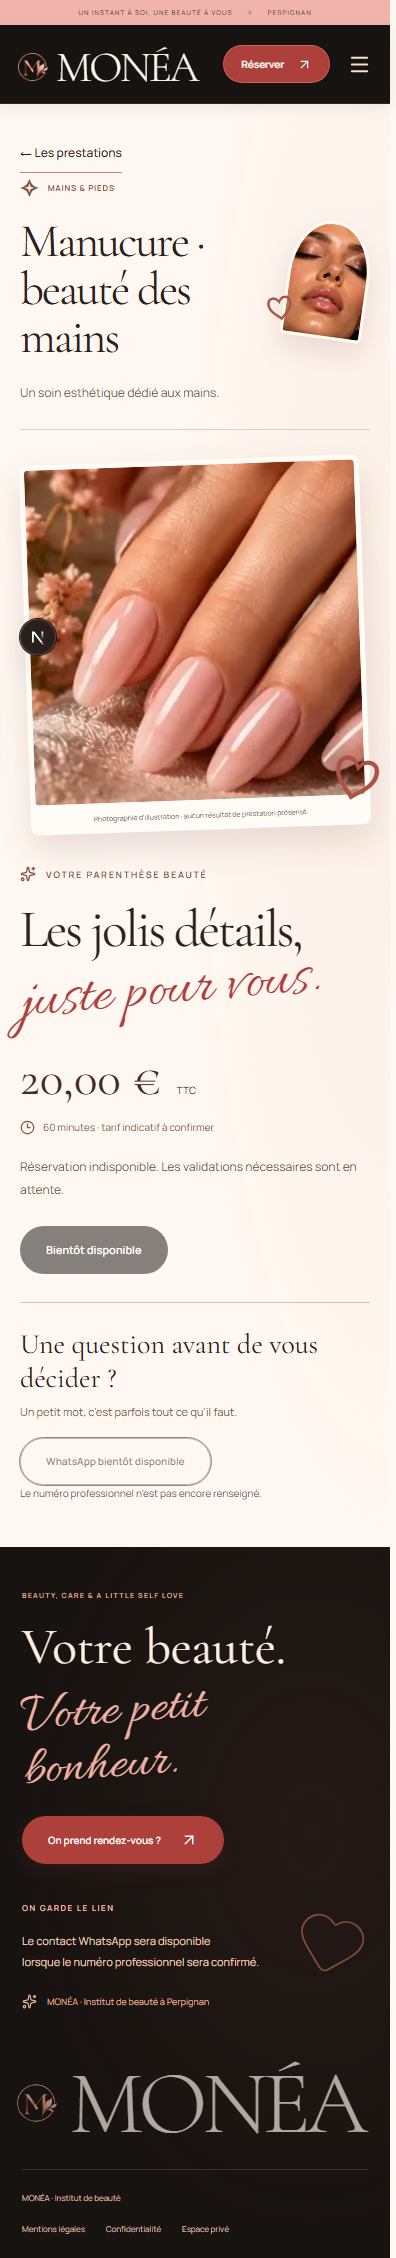 UN INSTANT À SOI, UNE BEAUTÉ À VOUS ✧ PERPIGNAN
M MONÉA
Réserver
← Les prestations
MAINS & PIEDS
Manucure ·
beauté des
mains
Un soin esthétique dédié aux mains.
N
Photographie d'illustration · aucun résultat de prestation présenté.
VOTRE PARENTHÈSE BEAUTÉ
Les jolis détails,
juste pour vous.
20,00 € TTC
60 minutes · tarif indicatif à confirmer
Réservation indisponible. Les validations nécessaires sont en
attente.
Bientôt disponible
Une question avant de vous
décider ?
Un petit mot, c'est parfois tout ce qu'il faut.
WhatsApp bientôt disponible
Le numéro professionnel n'est pas encore renseigné.
BEAUTY, CARE & A LITTLE SELF LOVE
Votre beauté.
Votre petit
bonheur.
On prend rendez-vous ?
ON GARDE LE LIEN
Le contact WhatsApp sera disponible
lorsque le numéro professionnel sera confirmé.
MONÉA · Institut de beauté à Perpignan
M MONÉA
MONÉA · Institut de beauté
Mentions légales Confidentialité Espace privé